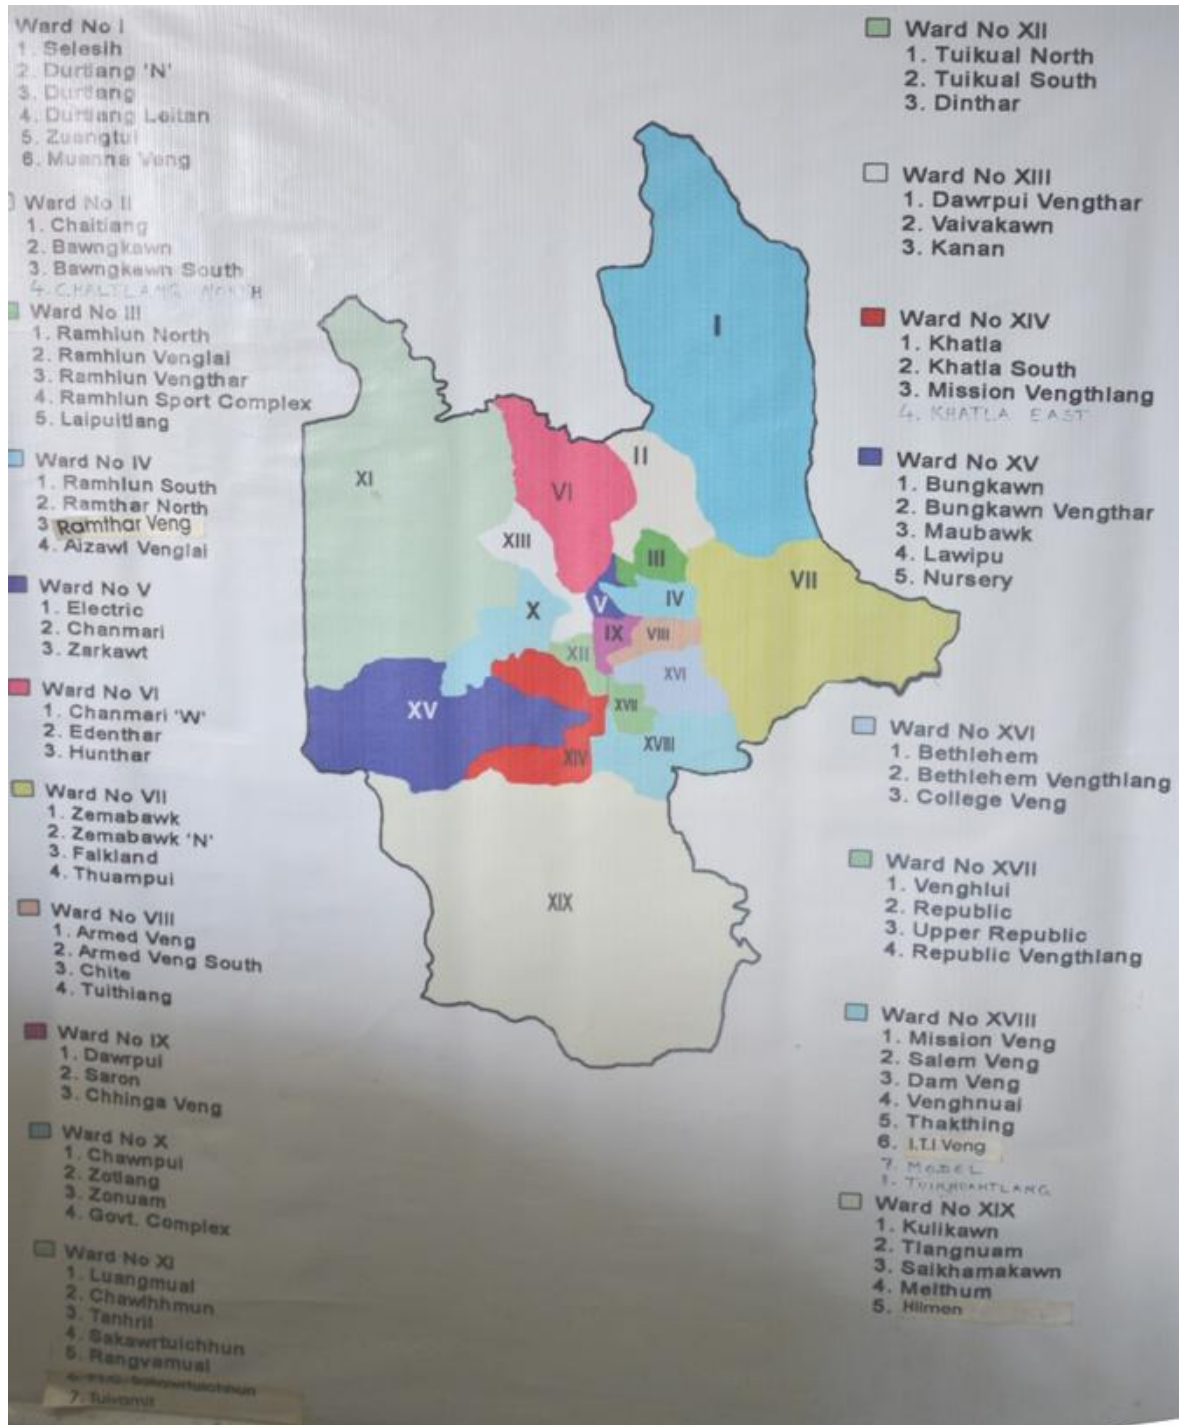 Ward No I
1. Selesih
2. Durtlang 'N'
3. Durtlang
4. Durtlang Leitan
5. Zuangtui
6. Muanna Veng
Ward No II
1. Chaltlang
2. Bawngkawn
3. Bawngkawn South
4. CHALTLANG NORTH
Ward No III
1. Ramhlun North
2. Ramhlun Venglai
3. Ramhlun Vengthar
4. Ramhlun Sport Complex
5. Laipuitlang
Ward No IV
1. Ramhlun South
2. Ramthar North
3 Ramthar Veng
4. Aizawl Venglai
Ward No V
1. Electric
2. Chanmari
3. Zarkawt
Ward No VI
1. Chanmari 'W'
2. Edenthar
3. Hunthar
Ward No VII
1. Zemabawk
2. Zemabawk 'N'
3. Falkland
4. Thuampui
Ward No VIII
1. Armed Veng
2. Armed Veng South
3. Chite
4. Tuithiang
Ward No IX
1. Dawrpui
2. Saron
3. Chhinga Veng
Ward No X
1. Chawnpui
2. Zotlang
3. Zonuam
4. Govt. Complex
Ward No XI
1. Luangmual
2. Chawlhhmun
3. Tanhril
4. Sakawrtuichhun
5. Rangvamual
Sakawrtuichhun
7. Tuivamit
I
II
VI
XI
XIII
III
VII
X
V
IV
IX
VIII
XII
XVI
XV
XVII
XVIII
XIV
XIX
Ward No XII
1. Tuikual North
2. Tuikual South
3. Dinthar
Ward No XIII
1. Dawrpui Vengthar
2. Vaivakawn
3. Kanan
Ward No XIV
1. Khatla
2. Khatla South
3. Mission Vengthlang
4. KHATLA EAST
Ward No XV
1. Bungkawn
2. Bungkawn Vengthar
3. Maubawk
4. Lawipu
5. Nursery
Ward No XVI
1. Bethlehem
2. Bethlehem Vengthlang
3. College Veng
Ward No XVII
1. Venghlui
2. Republic
3. Upper Republic
4. Republic Vengthlang
Ward No XVIII
1. Mission Veng
2. Salem Veng
3. Dam Veng
4. Venghnuai
5. Thakthing
6. I.T.I Veng
7. MODEL
Ward No XIX
1. Kulikawn
2. Tlangnuam
3. Saikhamakawn
4. Melthum
5. Hlimen